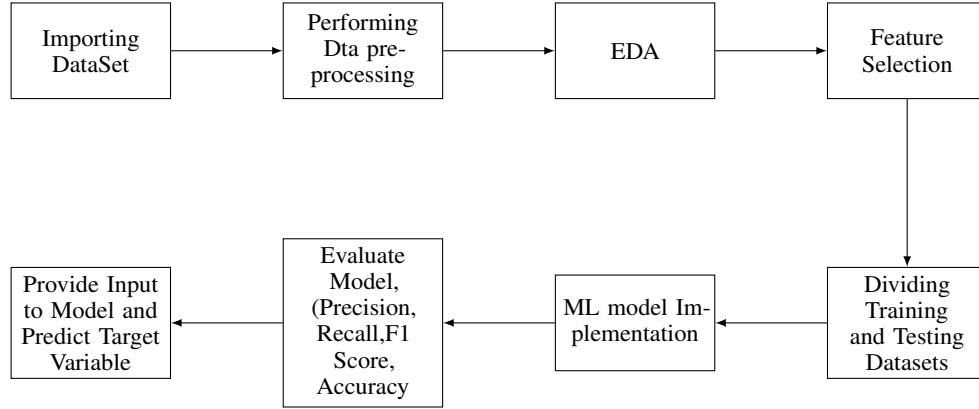 Importing
DataSet
Performing
Dta pre-
processing
EDA
Feature
Selection
Dividing
Training
and Testing
Datasets
ML model Im-
plementation
Evaluate
Model,
(Precision,
Recall,F1
Score,
Accuracy
Provide Input
to Model and
Predict Target
Variable